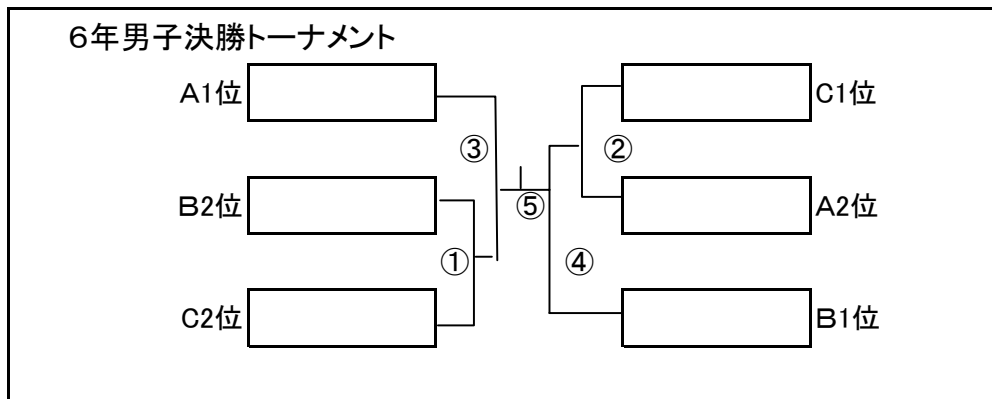 ６年男子決勝トーナメント
A1位
C1位
③
②
B2位
⑤
A2位
①
④
C2位
B1位